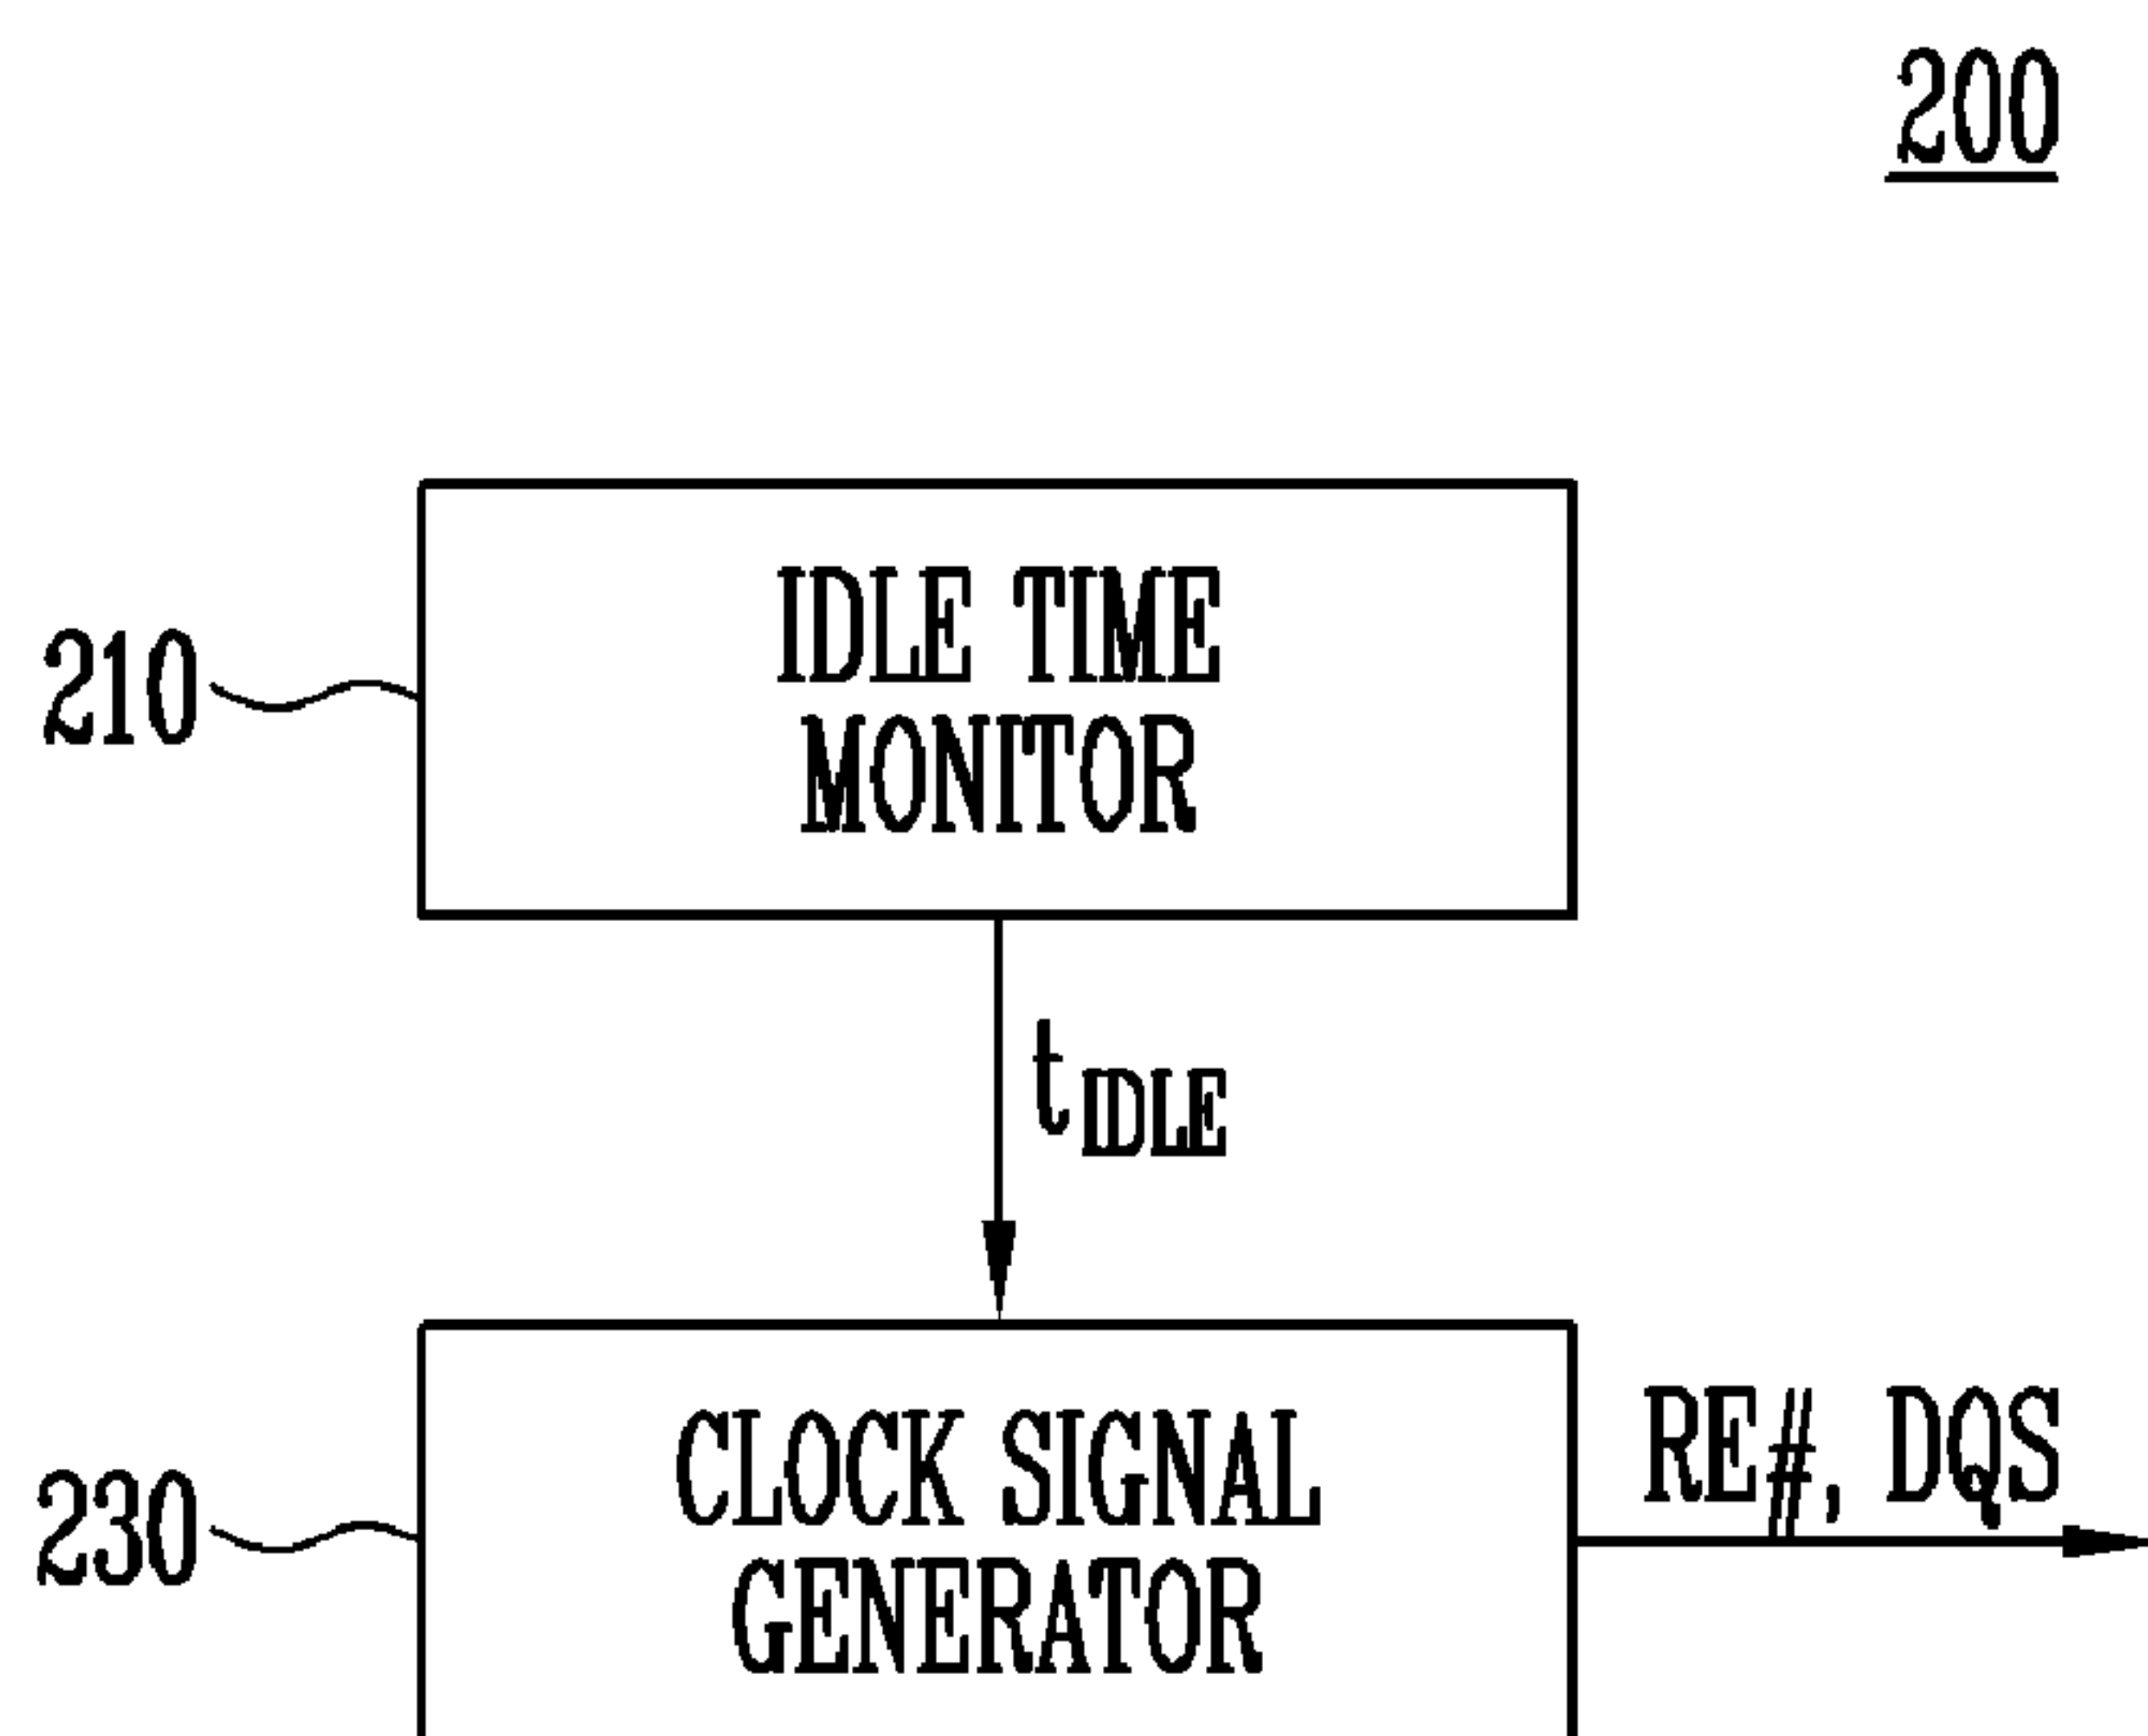 200
210
IDLE TIME
MONITOR
tIDLE
230
CLOCK SIGNAL
GENERATOR
RE#, DQS